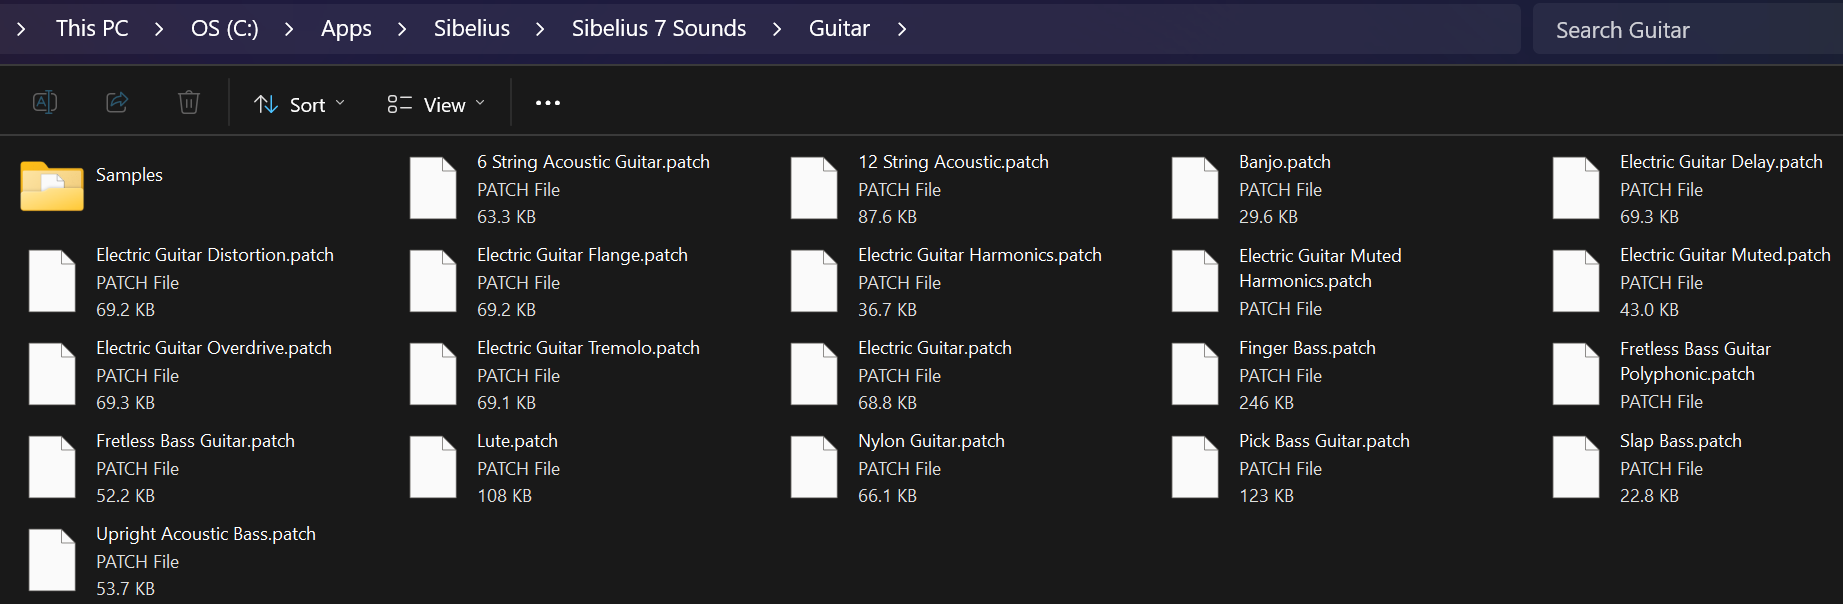 This PC > OS (C:) > Apps > Sibelius > Sibelius 7 Sounds > Guitar >
Search Guitar
Sort
View
Samples
6 String Acoustic Guitar.patch
PATCH File
63.3 KB
12 String Acoustic.patch
PATCH File
87.6 KB
Banjo.patch
PATCH File
29.6 KB
Electric Guitar Delay.patch
PATCH File
69.3 KB
Electric Guitar Distortion.patch
PATCH File
69.2 KB
Electric Guitar Flange.patch
PATCH File
69.2 KB
Electric Guitar Harmonics.patch
PATCH File
36.7 KB
Electric Guitar Muted
Harmonics.patch
PATCH File
Electric Guitar Muted.patch
PATCH File
43.0 KB
Electric Guitar Overdrive.patch
PATCH File
69.3 KB
Electric Guitar Tremolo.patch
PATCH File
69.1 KB
Electric Guitar.patch
PATCH File
68.8 KB
Finger Bass.patch
PATCH File
246 KB
Fretless Bass Guitar
Polyphonic.patch
PATCH File
Fretless Bass Guitar.patch
PATCH File
52.2 KB
Lute.patch
PATCH File
108 KB
Nylon Guitar.patch
PATCH File
66.1 KB
Pick Bass Guitar.patch
PATCH File
123 KB
Slap Bass.patch
PATCH File
22.8 KB
Upright Acoustic Bass.patch
PATCH File
53.7 KB